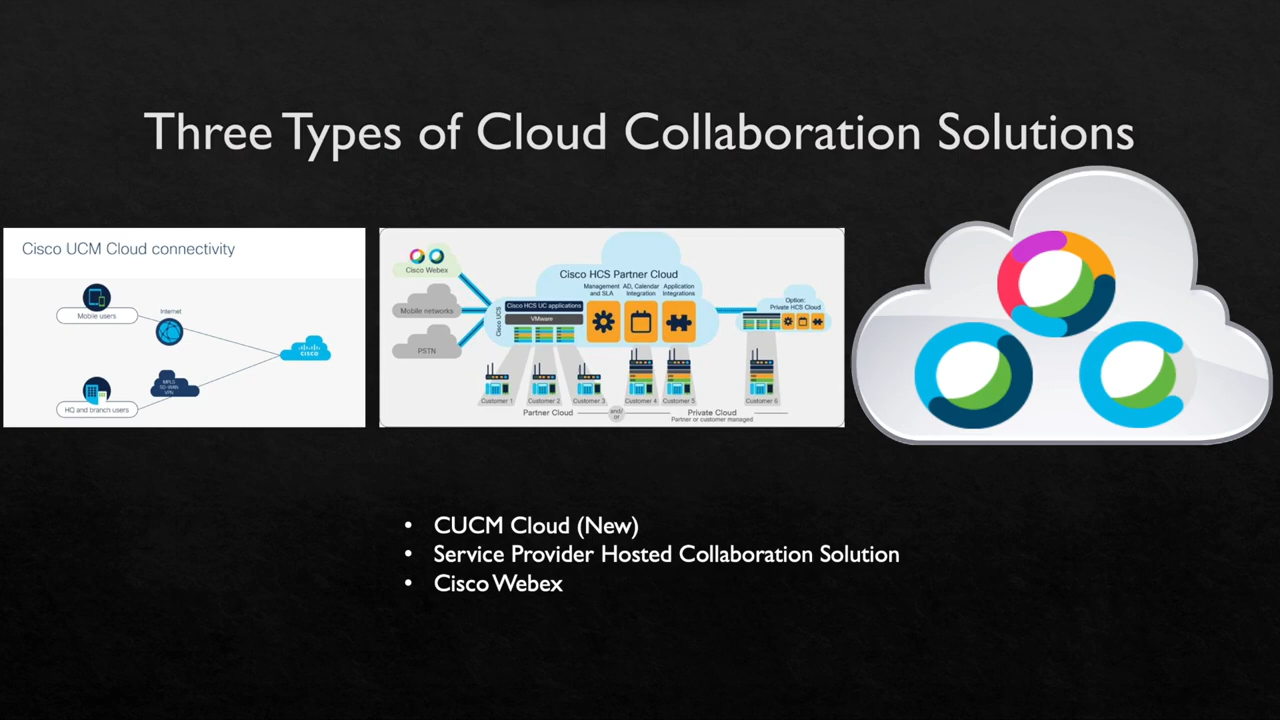 Three Types of Cloud Collaboration Solutions
Cisco UCM Cloud connectivity
Mobile users
Internet
CISCO
MPLS
SD-WAN
VPN
HQ and branch users
Cisco Webex
Mobile networks
PSTN
Cisco HCS Partner Cloud
Management and SLA
AD, Calendar Integration
Application Integrations
Cisco UCS
Cisco HCS UC applications
VMware
Option:
Private HCS Cloud
Customer 1
Customer 2
Customer 3
Customer 4
Customer 5
Customer 6
Partner Cloud
and/
or
Private Cloud
Partner or customer managed
• CUCM Cloud (New)
• Service Provider Hosted Collaboration Solution
• Cisco Webex